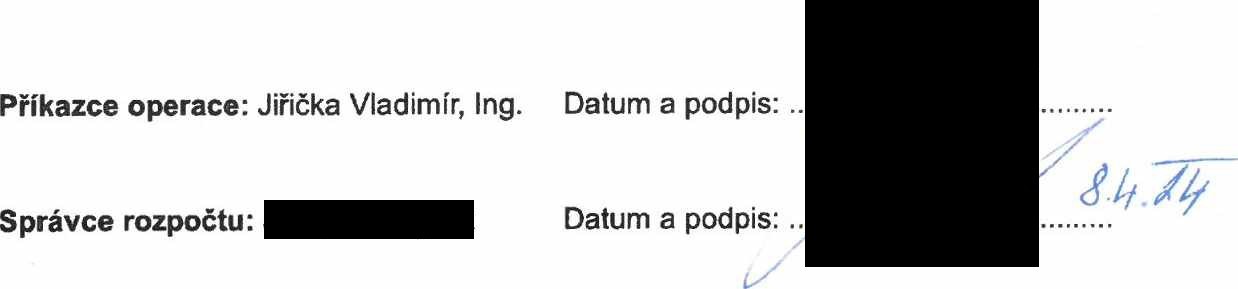 Příkazce operace: Jiřička Vladimír, Ing. Datum a podpis: .. .........
8.4.24
Správce rozpočtu: Datum a podpis: .. .........